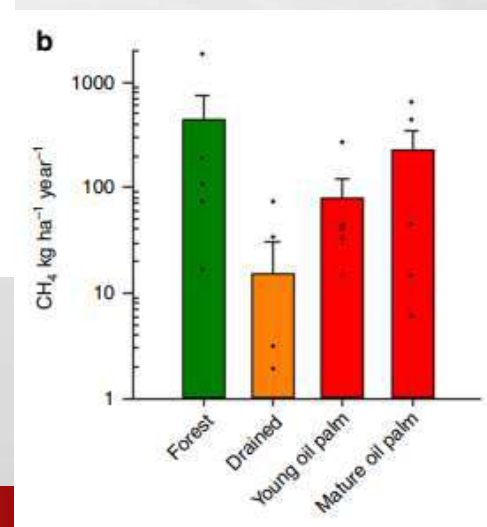 b
CH₄ kg ha⁻¹ year⁻¹
1000
100
10
1
Forest
Drained
Young oil palm
Mature oil palm